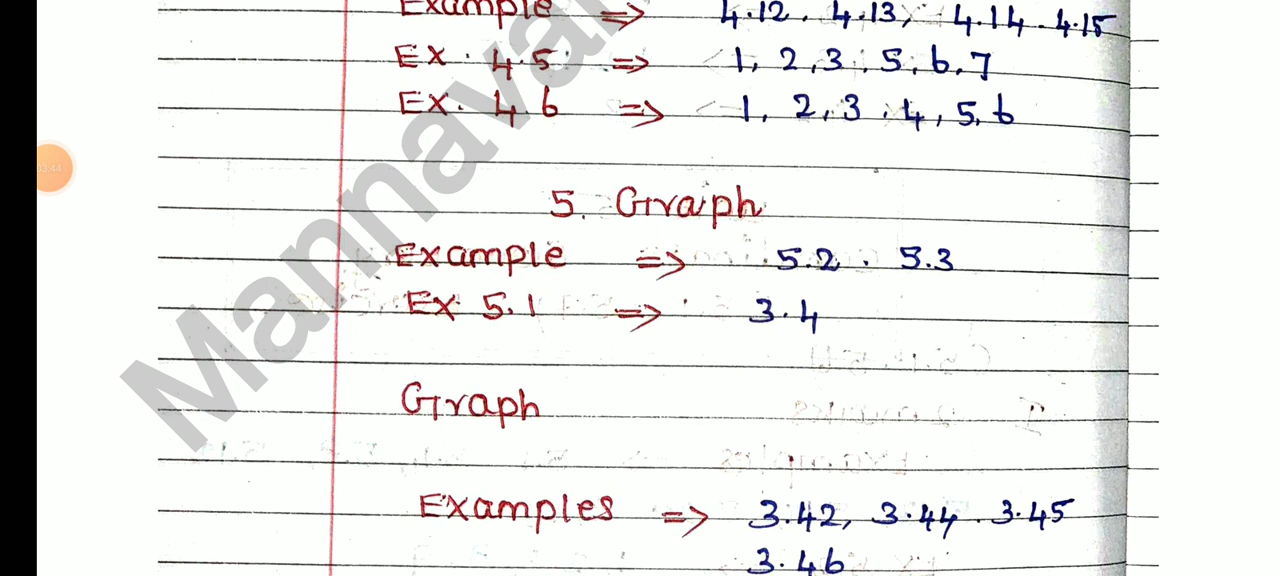 Example => 4.12, 4.13, 4.14, 4.15
EX. 4.5 => 1, 2, 3, 5, 6, 7
EX. 4.6 => 1, 2, 3, 4, 5, 6
03:44
5. Graph
Example => 5.2, 5.3
EX 5.1 => 3.4
Graph
Examples => 3.42, 3.44, 3.45
3.46